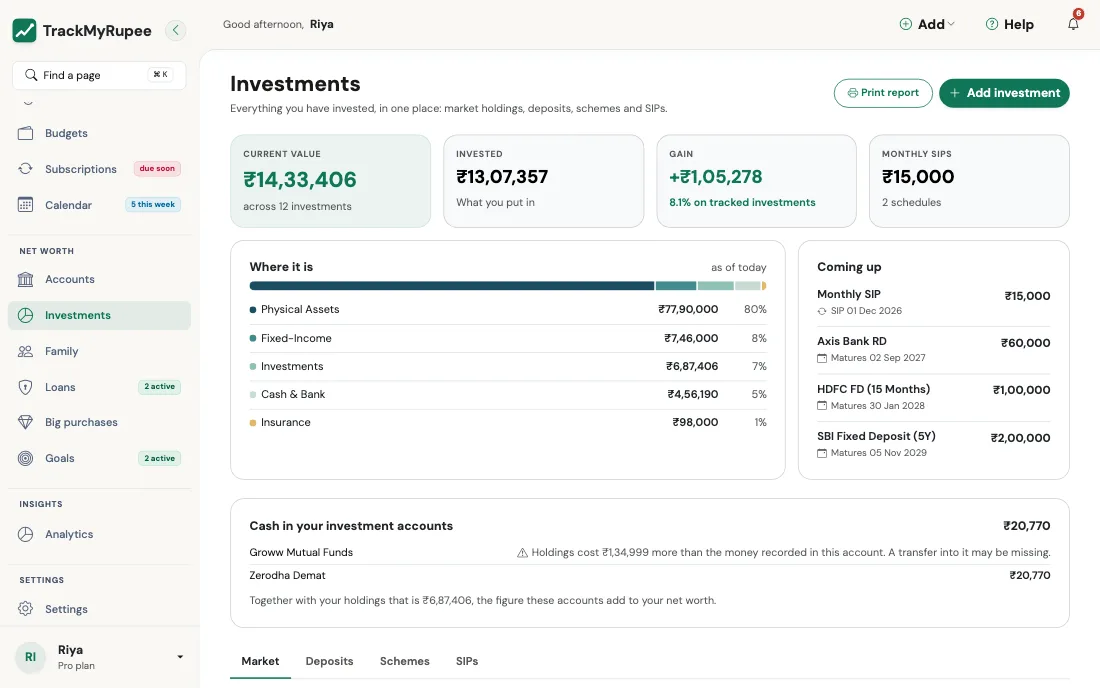 TrackMyRupee
Find a page ⌘ K
Budgets
Subscriptions due soon
Calendar 5 this week
NET WORTH
Accounts
Investments
Family
Loans 2 active
Big purchases
Goals 2 active
INSIGHTS
Analytics
SETTINGS
Settings
RI
Riya
Pro plan
Good afternoon, Riya
Add
Help
6
Investments
Everything you have invested, in one place: market holdings, deposits, schemes and SIPs.
Print report
+ Add investment
CURRENT VALUE
₹14,33,406
across 12 investments
INVESTED
₹13,07,357
What you put in
GAIN
+₹1,05,278
8.1% on tracked investments
MONTHLY SIPS
₹15,000
2 schedules
Where it is as of today
Physical Assets ₹77,90,000 80%
Fixed-Income ₹7,46,000 8%
Investments ₹6,87,406 7%
Cash & Bank ₹4,56,190 5%
Insurance ₹98,000 1%
Coming up
Monthly SIP ₹15,000
SIP 01 Dec 2026
Axis Bank RD ₹60,000
Matures 02 Sep 2027
HDFC FD (15 Months) ₹1,00,000
Matures 30 Jan 2028
SBI Fixed Deposit (5Y) ₹2,00,000
Matures 05 Nov 2029
Cash in your investment accounts ₹20,770
Groww Mutual Funds Holdings cost ₹1,34,999 more than the money recorded in this account. A transfer into it may be missing.
Zerodha Demat ₹20,770
Together with your holdings that is ₹6,87,406, the figure these accounts add to your net worth.
Market Deposits Schemes SIPs